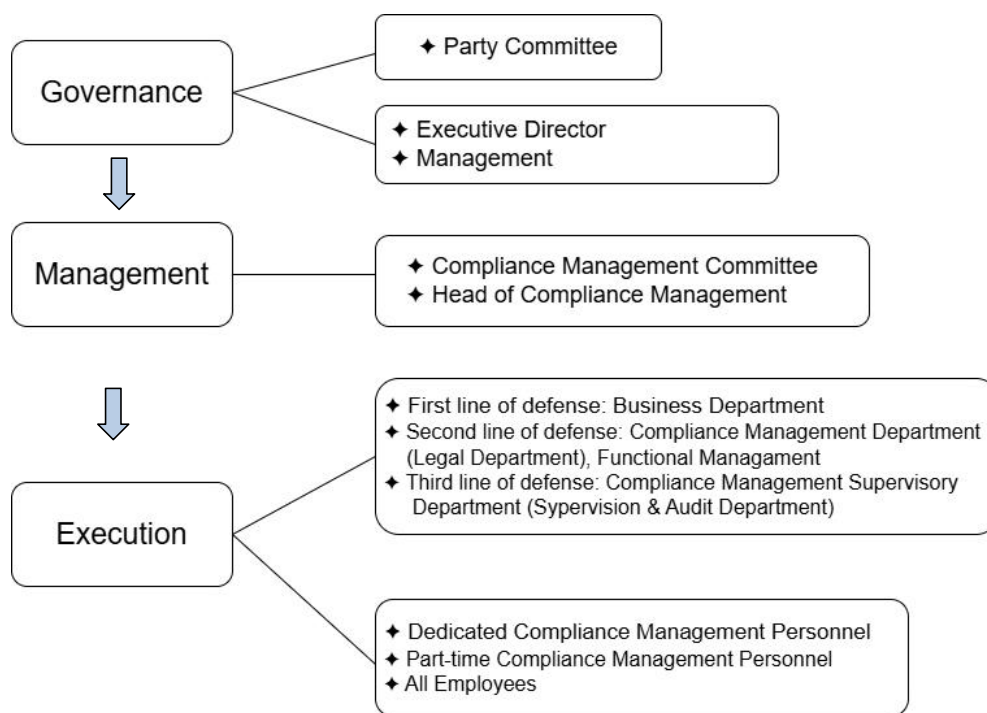 Governance
✦ Party Committee
✦ Executive Director
✦ Management
Management
✦ Compliance Management Committee
✦ Head of Compliance Management
Execution
✦ First line of defense: Business Department
✦ Second line of defense: Compliance Management Department
(Legal Department), Functional Managament
✦ Third line of defense: Compliance Management Supervisory
Department (Sypervision & Audit Department)
✦ Dedicated Compliance Management Personnel
✦ Part-time Compliance Management Personnel
✦ All Employees